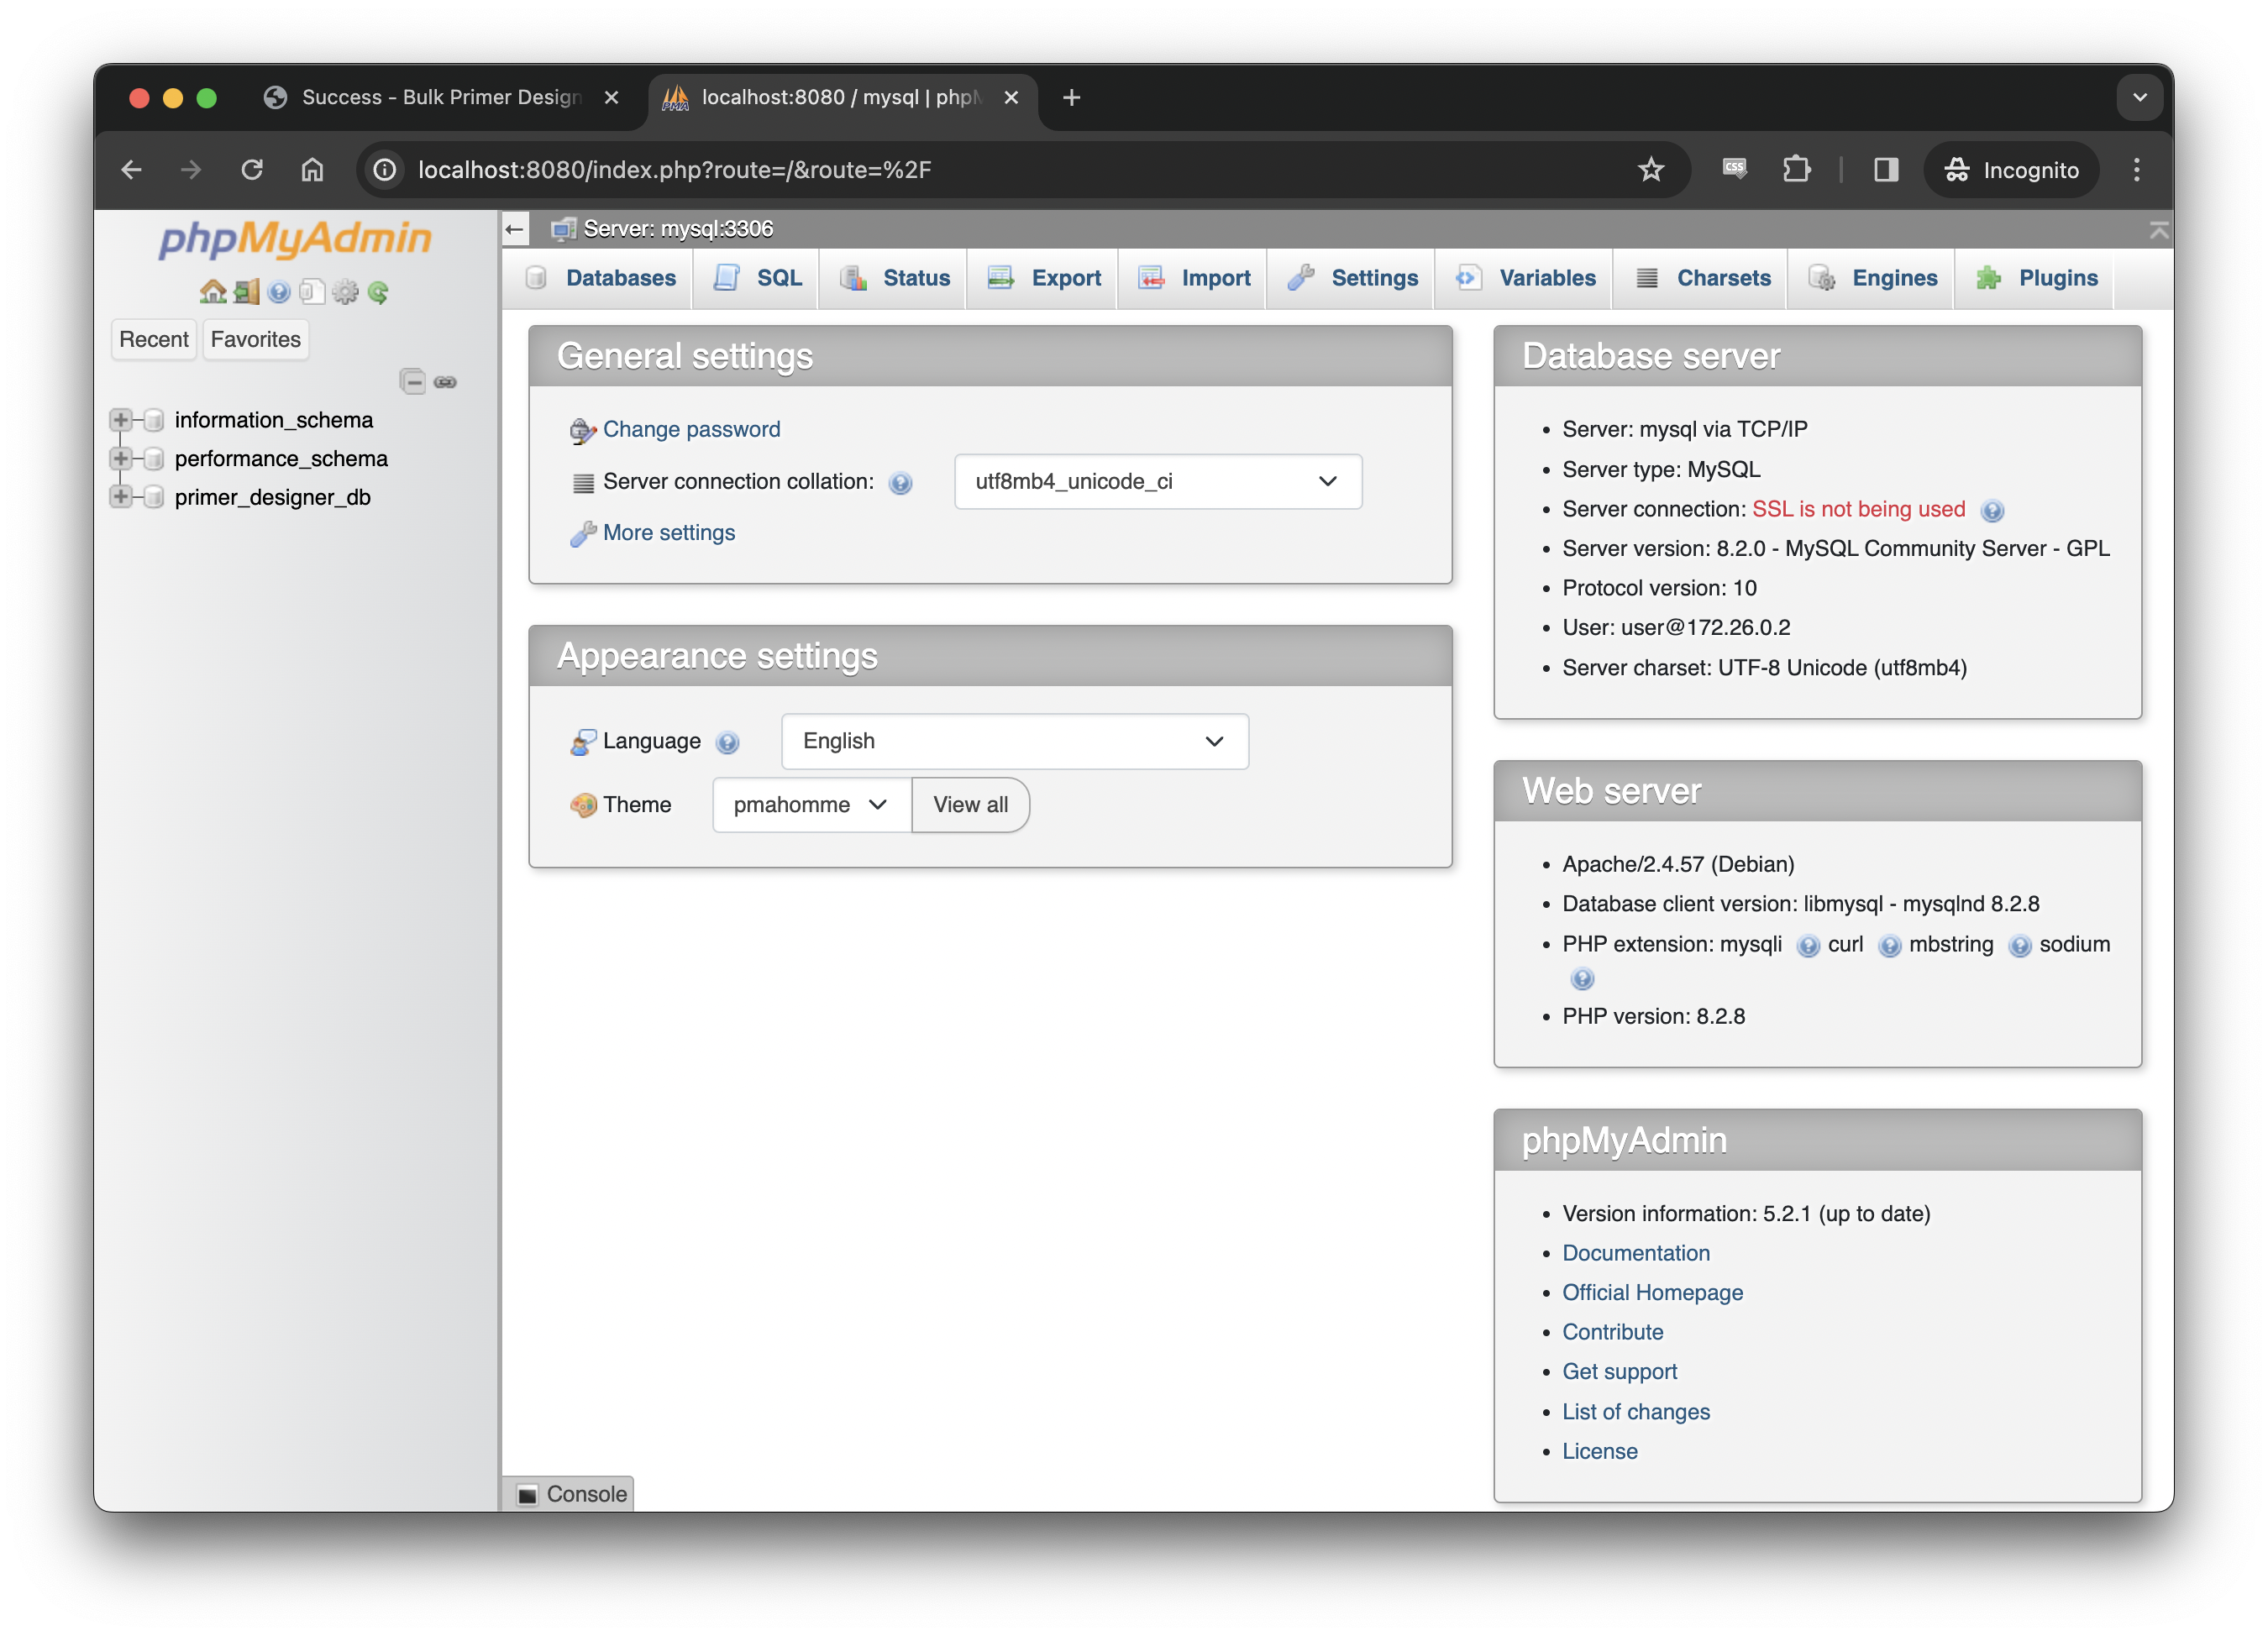 Success - Bulk Primer Design
localhost:8080 / mysql | phpM
localhost:8080/index.php?route=/&route=%2F
CSS
Incognito
phpMyAdmin
Recent
Favorites
information_schema
performance_schema
primer_designer_db
Server: mysql:3306
Databases
SQL
Status
Export
Import
Settings
Variables
Charsets
Engines
Plugins
General settings
Change password
Server connection collation:
utf8mb4_unicode_ci
More settings
Appearance settings
Language
English
Theme
pmahomme
View all
Database server
• Server: mysql via TCP/IP
• Server type: MySQL
• Server connection: SSL is not being used
• Server version: 8.2.0 - MySQL Community Server - GPL
• Protocol version: 10
• User: user@172.26.0.2
• Server charset: UTF-8 Unicode (utf8mb4)
Web server
• Apache/2.4.57 (Debian)
• Database client version: libmysql - mysqlnd 8.2.8
• PHP extension: mysqli curl mbstring sodium
• PHP version: 8.2.8
phpMyAdmin
• Version information: 5.2.1 (up to date)
• Documentation
• Official Homepage
• Contribute
• Get support
• List of changes
• License
Console